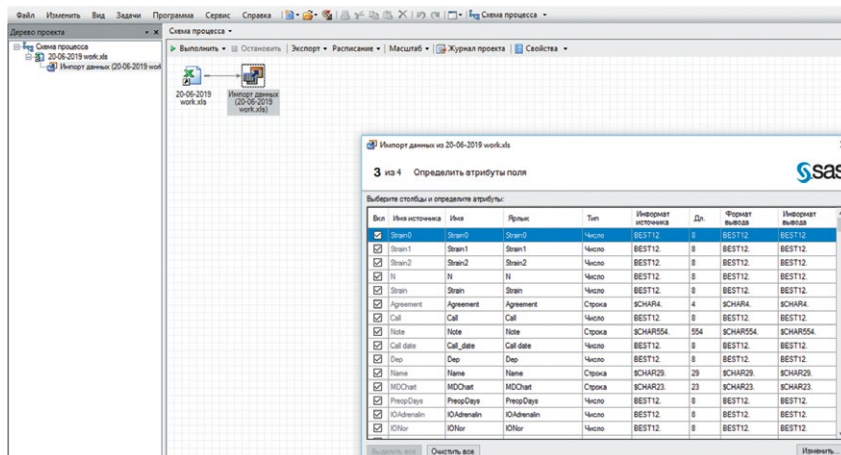 Файл Изменить Вид Задачи Программа Сервис Справка Схема процесса
Дерево проекта
Схема процесса
20-06-2019 work.xls
Импорт данных (20-06-2019 worl
Схема процесса
Выполнить Остановить Экспорт Расписание Масштаб Журнал проекта Свойства
20-06-2019
work.xls
Импорт данных
(20-06-2019
work.xls)
Импорт данных из 20-06-2019 work.xls
3 из 4 Определить атрибуты поля
sas
Выберите столбцы и определите атрибуты:
Вкл Имя источника Имя Ярлык Тип Информат источника Дл. Формат вывода Информат вывода
Strain0 Strain0 Strain0 Число BEST12. 8 BEST12. BEST12.
Strain1 Strain1 Strain1 Число BEST12. 8 BEST12. BEST12.
Strain2 Strain2 Strain2 Число BEST12. 8 BEST12. BEST12.
N N N Число BEST12. 8 BEST12. BEST12.
Strain Strain Strain Число BEST12. 8 BEST12. BEST12.
Agreement Agreement Agreement Строка $CHAR4. 4 $CHAR4. $CHAR4.
Call Call Call Число BEST12. 8 BEST12. BEST12.
Note Note Note Строка $CHAR554. 554 $CHAR554. $CHAR554.
Call date Call_date Call date Число BEST12. 8 BEST12. BEST12.
Dep Dep Dep Число BEST12. 8 BEST12. BEST12.
Name Name Name Строка $CHAR29. 29 $CHAR29. $CHAR29.
MDChart MDChart MDChart Строка $CHAR23. 23 $CHAR23. $CHAR23.
PreopDays PreopDays PreopDays Число BEST12. 8 BEST12. BEST12.
IOAdrenalin IOAdrenalin IOAdrenalin Число BEST12. 8 BEST12. BEST12.
IONor IONor IONor Число BEST12. 8 BEST12. BEST12.
Выделить все Очистить все Изменить...